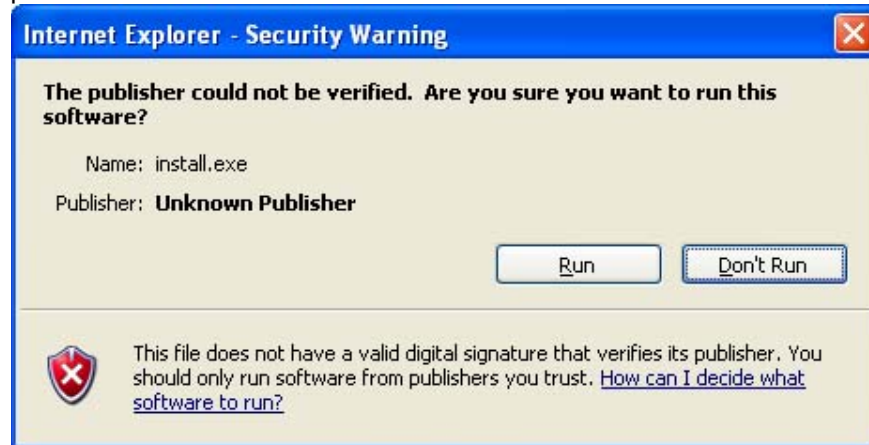 Internet Explorer - Security Warning
The publisher could not be verified.  Are you sure you want to run this
software?
Name: install.exe
Publisher: Unknown Publisher
Run
Don't Run
This file does not have a valid digital signature that verifies its publisher. You
should only run software from publishers you trust. How can I decide what
software to run?